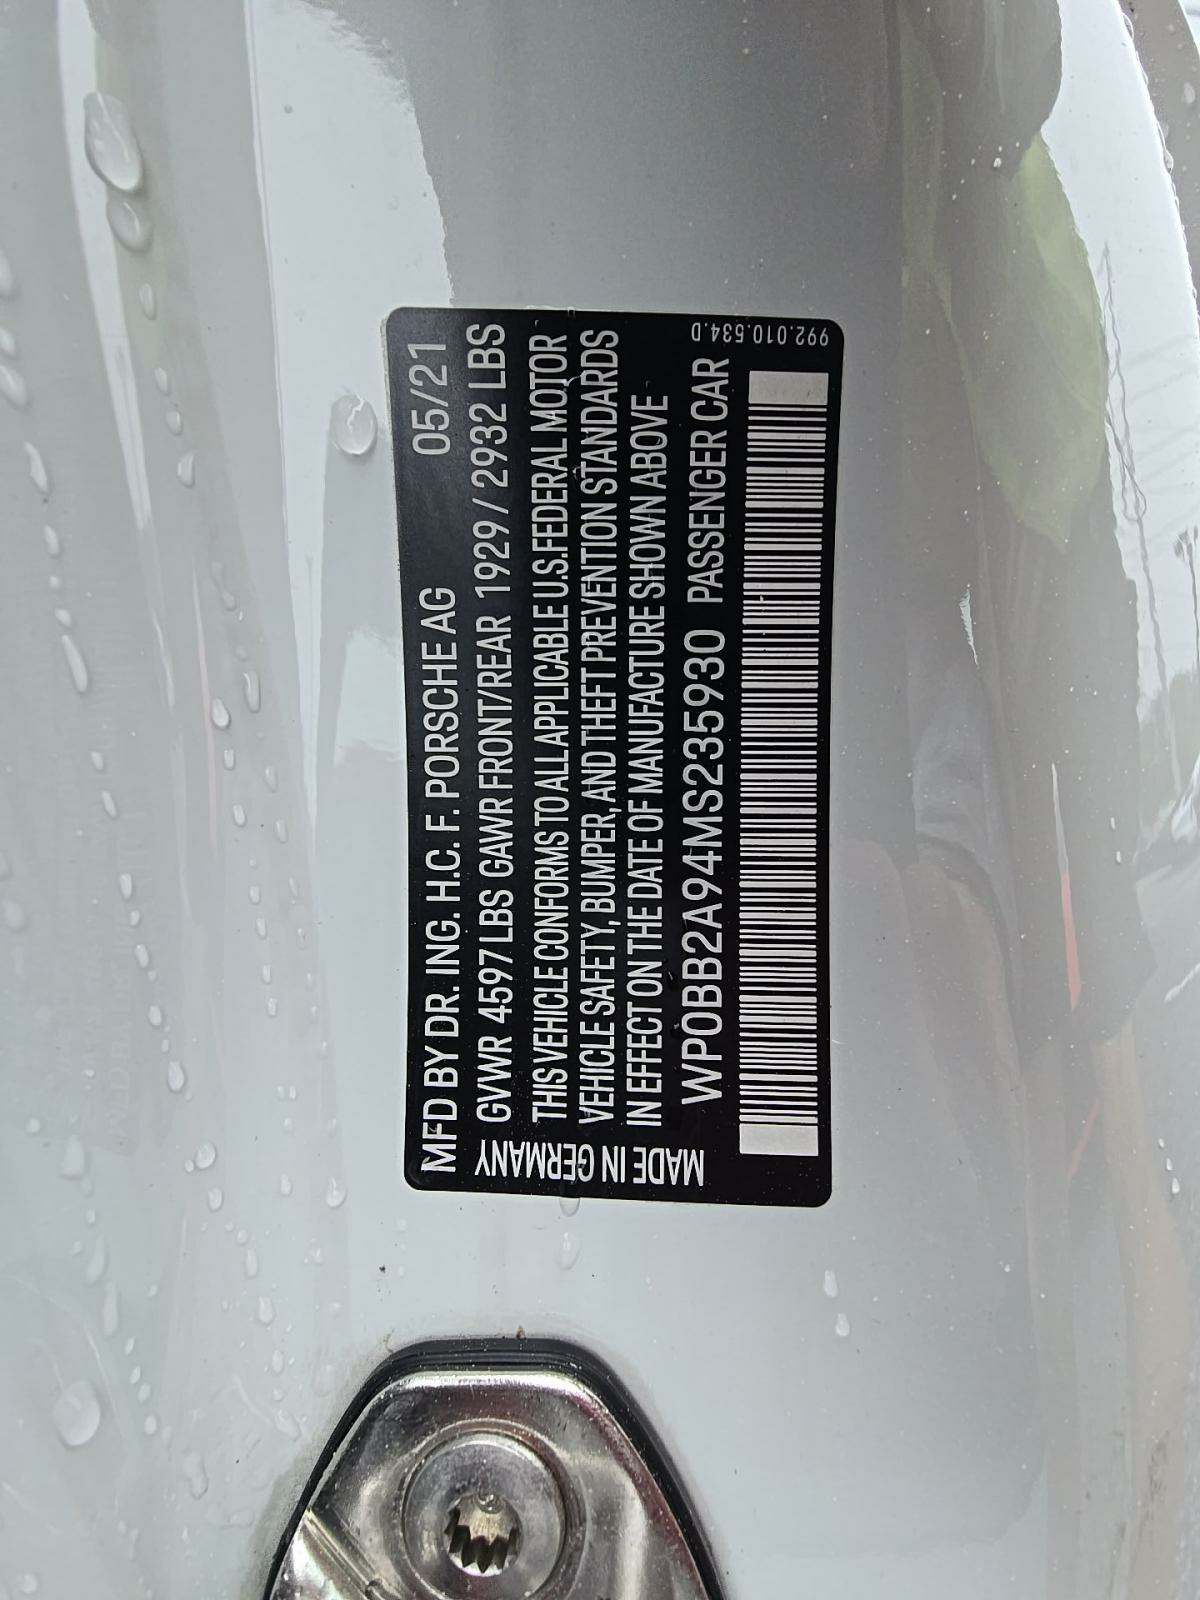 MFD BY DR. ING. H.C. F. PORSCHE AG 05/21
GVWR 4597 LBS GAWR FRONT/REAR 1929 / 2932 LBS
THIS VEHICLE CONFORMS TO ALL APPLICABLE U.S. FEDERAL MOTOR
VEHICLE SAFETY, BUMPER, AND THEFT PREVENTION STANDARDS
IN EFFECT ON THE DATE OF MANUFACTURE SHOWN ABOVE
WP0BB2A94MS235930 PASSENGER CAR
MADE IN GERMANY
992.010.534.D